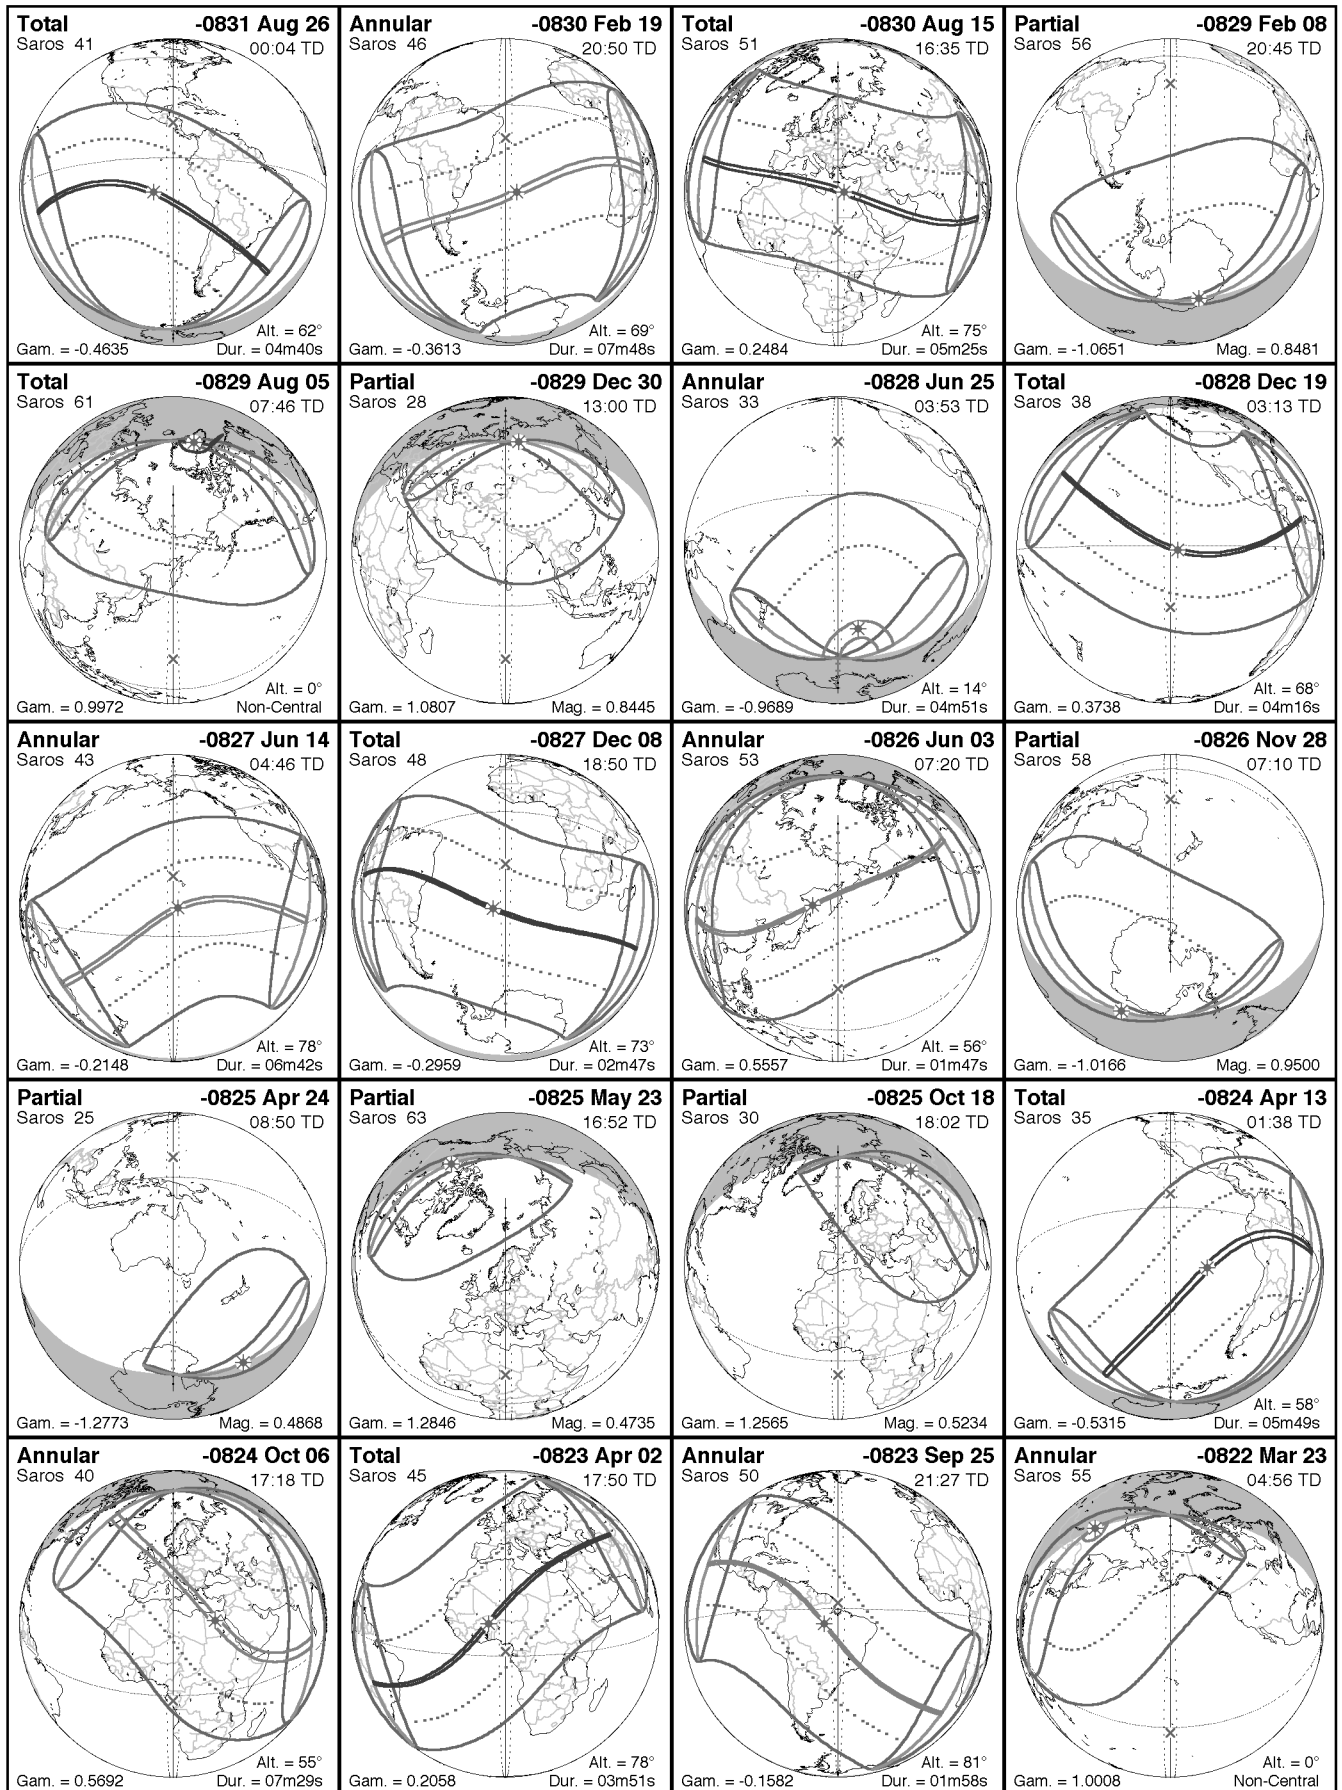 Total -0831 Aug 26
Saros 41 00:04 TD
Alt. = 62°
Gam. = -0.4635 Dur. = 04m40s
Annular -0830 Feb 19
Saros 46 20:50 TD
Alt. = 69°
Gam. = -0.3613 Dur. = 07m48s
Total -0830 Aug 15
Saros 51 16:35 TD
Alt. = 75°
Gam. = 0.2484 Dur. = 05m25s
Partial -0829 Feb 08
Saros 56 20:45 TD
Gam. = -1.0651 Mag. = 0.8481
Total -0829 Aug 05
Saros 61 07:46 TD
Alt. = 0°
Gam. = 0.9972 Non-Central
Partial -0829 Dec 30
Saros 28 13:00 TD
Gam. = 1.0807 Mag. = 0.8445
Annular -0828 Jun 25
Saros 33 03:53 TD
Alt. = 14°
Gam. = -0.9689 Dur. = 04m51s
Total -0828 Dec 19
Saros 38 03:13 TD
Alt. = 68°
Gam. = 0.3738 Dur. = 04m16s
Annular -0827 Jun 14
Saros 43 04:46 TD
Alt. = 78°
Gam. = -0.2148 Dur. = 06m42s
Total -0827 Dec 08
Saros 48 18:50 TD
Alt. = 73°
Gam. = -0.2959 Dur. = 02m47s
Annular -0826 Jun 03
Saros 53 07:20 TD
Alt. = 56°
Gam. = 0.5557 Dur. = 01m47s
Partial -0826 Nov 28
Saros 58 07:10 TD
Gam. = -1.0166 Mag. = 0.9500
Partial -0825 Apr 24
Saros 25 08:50 TD
Gam. = -1.2773 Mag. = 0.4868
Partial -0825 May 23
Saros 63 16:52 TD
Gam. = 1.2846 Mag. = 0.4735
Partial -0825 Oct 18
Saros 30 18:02 TD
Gam. = 1.2565 Mag. = 0.5234
Total -0824 Apr 13
Saros 35 01:38 TD
Alt. = 58°
Gam. = -0.5315 Dur. = 05m49s
Annular -0824 Oct 06
Saros 40 17:18 TD
Alt. = 55°
Gam. = 0.5692 Dur. = 07m29s
Total -0823 Apr 02
Saros 45 17:50 TD
Alt. = 78°
Gam. = 0.2058 Dur. = 03m51s
Annular -0823 Sep 25
Saros 50 21:27 TD
Alt. = 81°
Gam. = -0.1582 Dur. = 01m58s
Annular -0822 Mar 23
Saros 55 04:56 TD
Alt. = 0°
Gam. = 1.0008 Non-Central